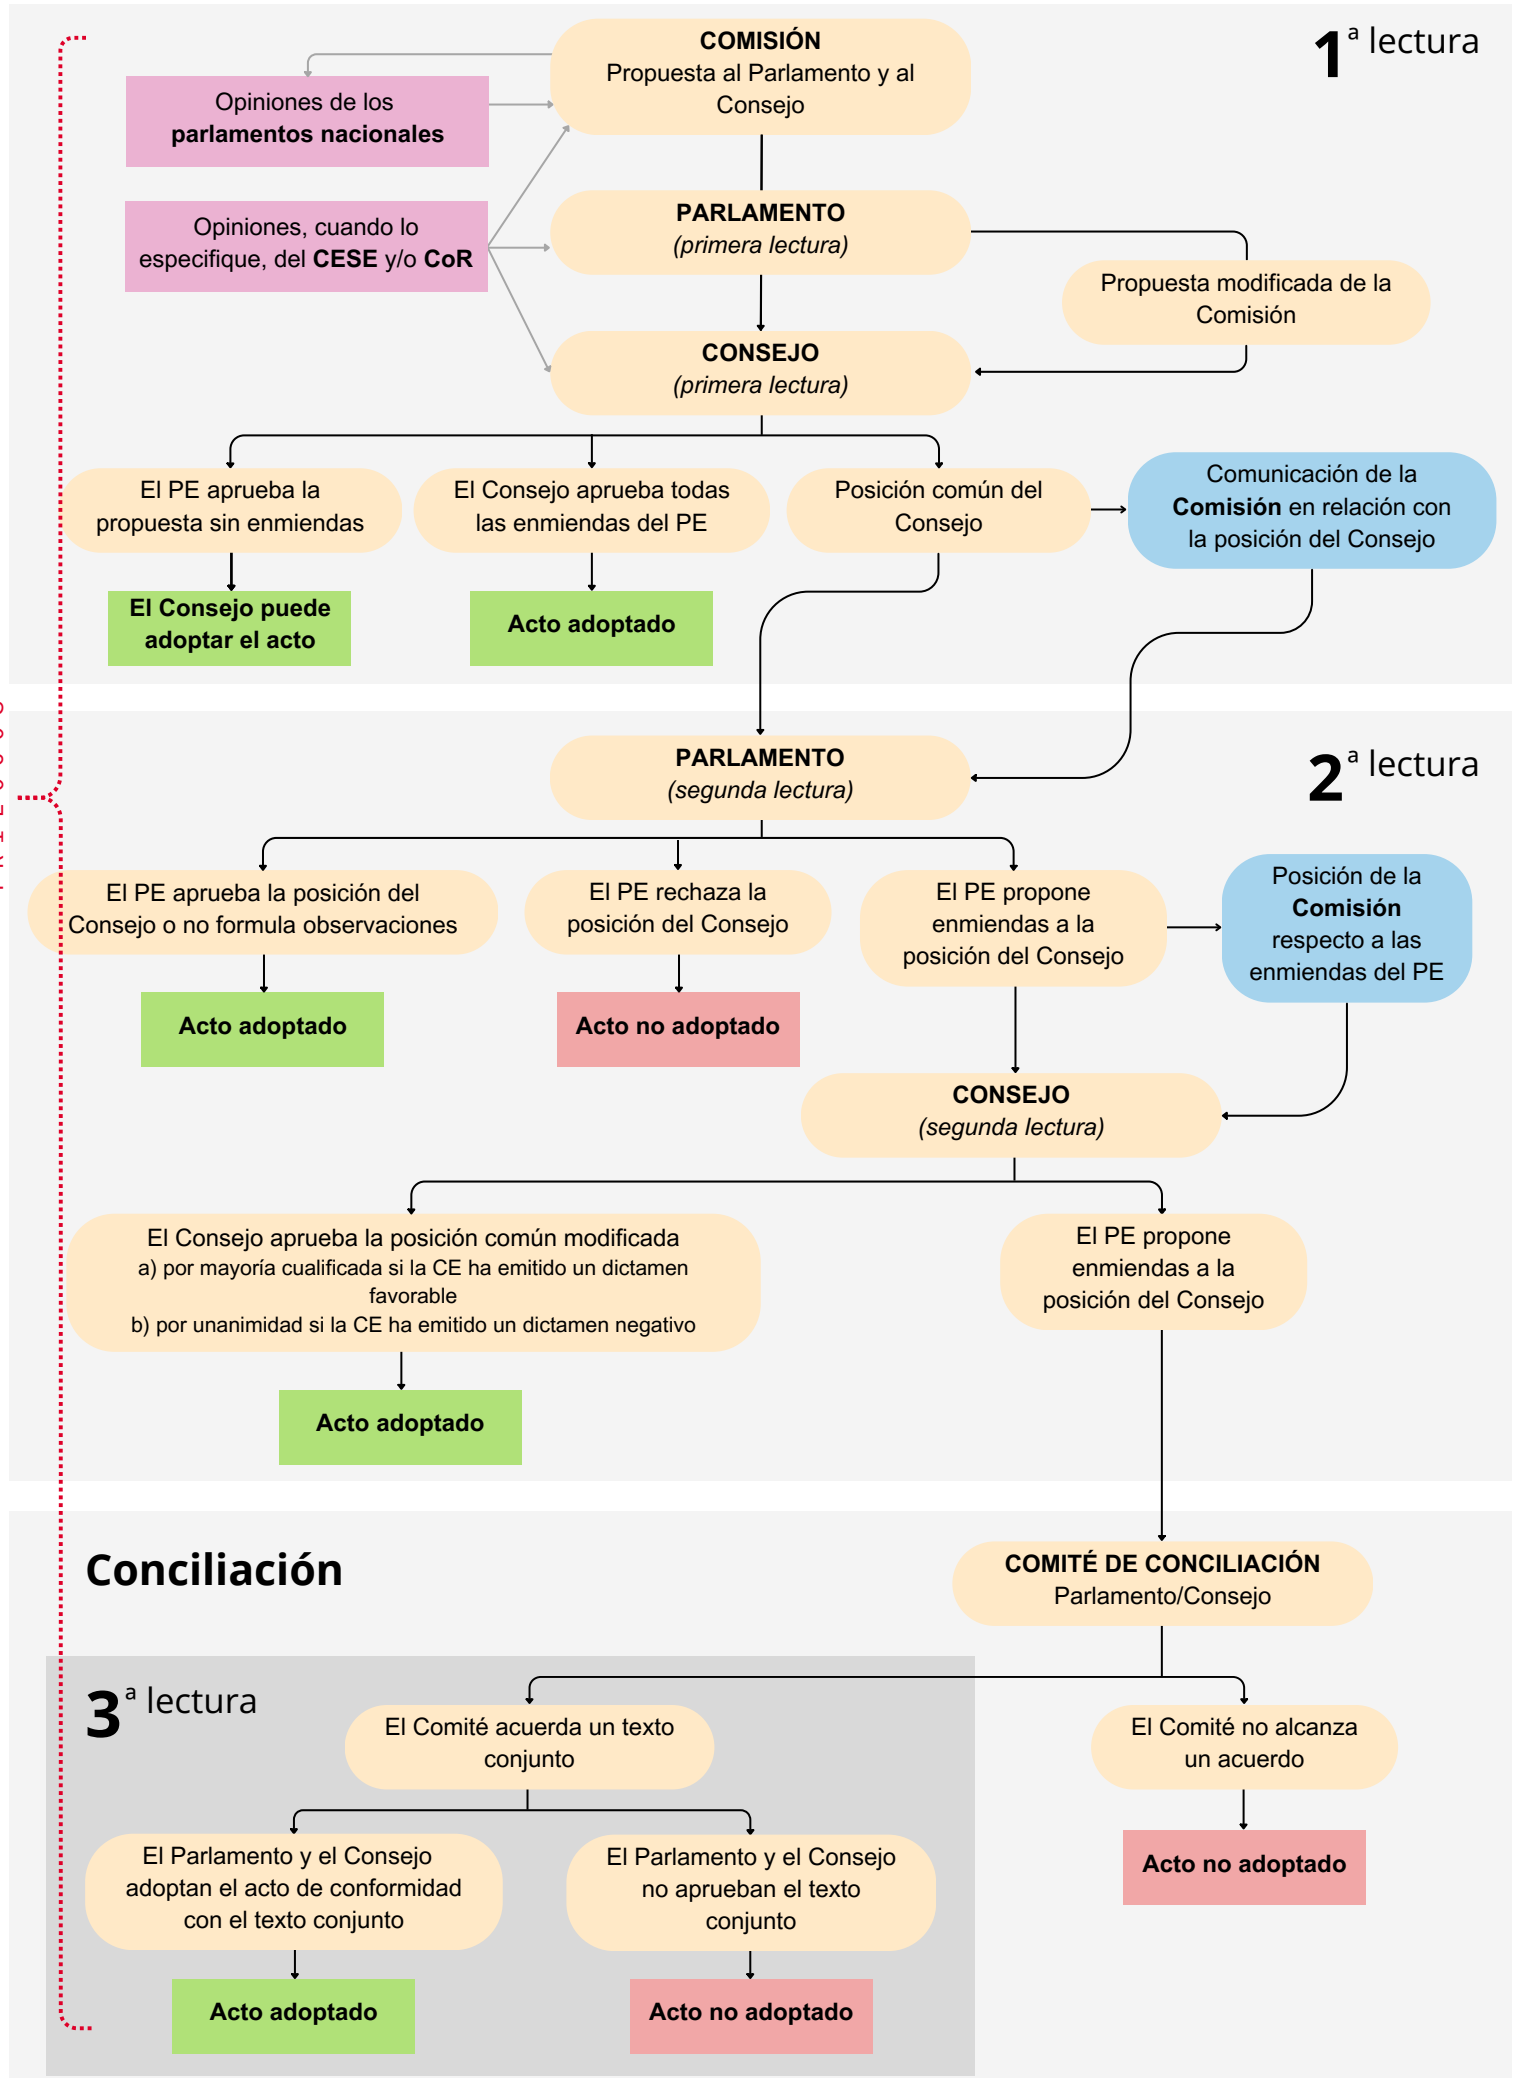 COMISIÓN
Propuesta al Parlamento y al
Consejo
1ª lectura
Opiniones de los
parlamentos nacionales
Opiniones, cuando lo
especifique, del CESE y/o CoR
PARLAMENTO
(primera lectura)
Propuesta modificada de la
Comisión
CONSEJO
(primera lectura)
El PE aprueba la
propuesta sin enmiendas
El Consejo aprueba todas
las enmiendas del PE
Posición común del
Consejo
Comunicación de la
Comisión en relación con
la posición del Consejo
El Consejo puede
adoptar el acto
Acto adoptado
PARLAMENTO
(segunda lectura)
2ª lectura
El PE aprueba la posición del
Consejo o no formula observaciones
El PE rechaza la
posición del Consejo
El PE propone
enmiendas a la
posición del Consejo
Posición de la
Comisión
respecto a las
enmiendas del PE
Acto adoptado
Acto no adoptado
CONSEJO
(segunda lectura)
El Consejo aprueba la posición común modificada
a) por mayoría cualificada si la CE ha emitido un dictamen
favorable
b) por unanimidad si la CE ha emitido un dictamen negativo
El PE propone
enmiendas a la
posición del Consejo
Acto adoptado
Conciliación
COMITÉ DE CONCILIACIÓN
Parlamento/Consejo
3ª lectura
El Comité acuerda un texto
conjunto
El Comité no alcanza
un acuerdo
El Parlamento y el Consejo
adoptan el acto de conformidad
con el texto conjunto
El Parlamento y el Consejo
no aprueban el texto
conjunto
Acto no adoptado
Acto adoptado
Acto no adoptado